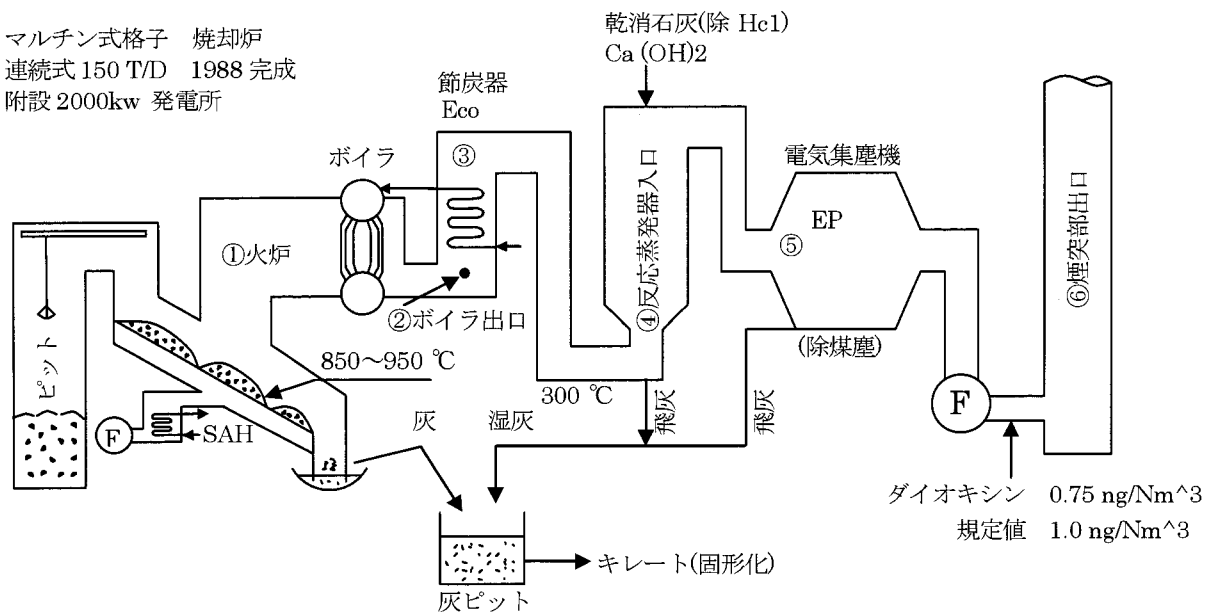 マルチン式格子 焼却炉
連続式 150 T/D 1988 完成
附設 2000kw 発電所
乾消石灰(除 Hc1)
Ca (OH)2
節炭器
Eco
③
ボイラ
電気集塵機
EP
⑤
①火炉
④反応蒸発器入口
⑥煙突部出口
②ボイラ出口
(除煤塵)
ピット
850～950 ℃
300 ℃
灰
湿灰
飛灰
飛灰
F
SAH
F
ダイオキシン 0.75 ng/Nm^3
規定値 1.0 ng/Nm^3
キレート(固形化)
灰ピット